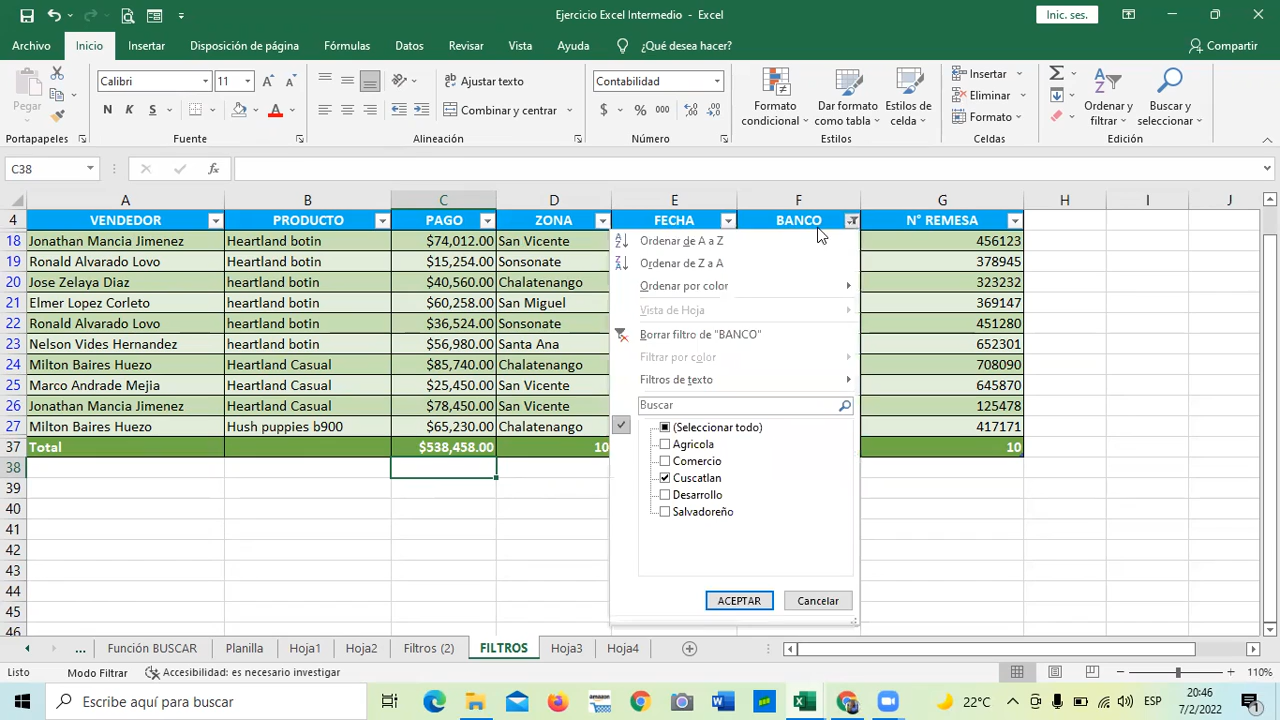 Ejercicio Excel Intermedio - Excel
Inic. ses.
Archivo Inicio Insertar Disposición de página Fórmulas Datos Revisar Vista Ayuda ¿Qué desea hacer? Compartir
Pegar
Calibri 11
N K S
Ajustar texto
Combinar y centrar
Contabilidad
$ % 000
Formato condicional
Dar formato como tabla
Estilos de celda
Insertar
Eliminar
Formato
Ordenar y filtrar
Buscar y seleccionar
Portapapeles Fuente Alineación Número Estilos Celdas Edición
C38 fx
A B C D E F G H I J
4 VENDEDOR PRODUCTO PAGO ZONA FECHA BANCO N° REMESA
18 Jonathan Mancia Jimenez Heartland botin $74,012.00 San Vicente 456123
19 Ronald Alvarado Lovo Heartland botin $15,254.00 Sonsonate 378945
20 Jose Zelaya Diaz heartland botin $40,560.00 Chalatenango 323232
21 Elmer Lopez Corleto heartland botin $60,258.00 San Miguel 369147
22 Ronald Alvarado Lovo heartland botin $36,524.00 Sonsonate 451280
23 Nelson Vides Hernandez heartland botin $56,980.00 Santa Ana 652301
24 Milton Baires Huezo Heartland Casual $85,740.00 Chalatenango 708090
25 Marco Andrade Mejia Heartland Casual $25,450.00 San Vicente 645870
26 Jonathan Mancia Jimenez Heartland Casual $78,450.00 San Vicente 125478
27 Milton Baires Huezo Hush puppies b900 $65,230.00 Chalatenango 417171
37 Total $538,458.00 10 10
38
39
40
41
42
43
44
45
46
Ordenar de A a Z
Ordenar de Z a A
Ordenar por color
Vista de Hoja
Borrar filtro de "BANCO"
Filtrar por color
Filtros de texto
Buscar
(Seleccionar todo)
Agricola
Comercio
Cuscatlan
Desarrollo
Salvadoreño
ACEPTAR Cancelar
... Función BUSCAR Planilla Hoja1 Hoja2 Filtros (2) FILTROS Hoja3 Hoja4
Listo Modo Filtrar Accesibilidad: es necesario investigar 110%
Escribe aquí para buscar
22°C
ESP
20:46
7/2/2022